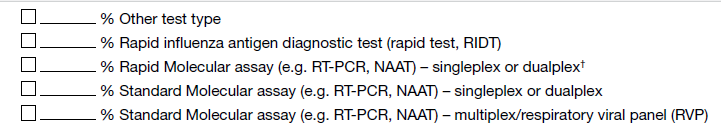 ☐ ______ % Other test type
☐ ______ % Rapid influenza antigen diagnostic test (rapid test, RIDT)
☐ ______ % Rapid Molecular assay (e.g. RT-PCR, NAAT) – singleplex or dualplex†
☐ ______ % Standard Molecular assay (e.g. RT-PCR, NAAT) – singleplex or dualplex
☐ ______ % Standard Molecular assay (e.g. RT-PCR, NAAT) – multiplex/respiratory viral panel (RVP)